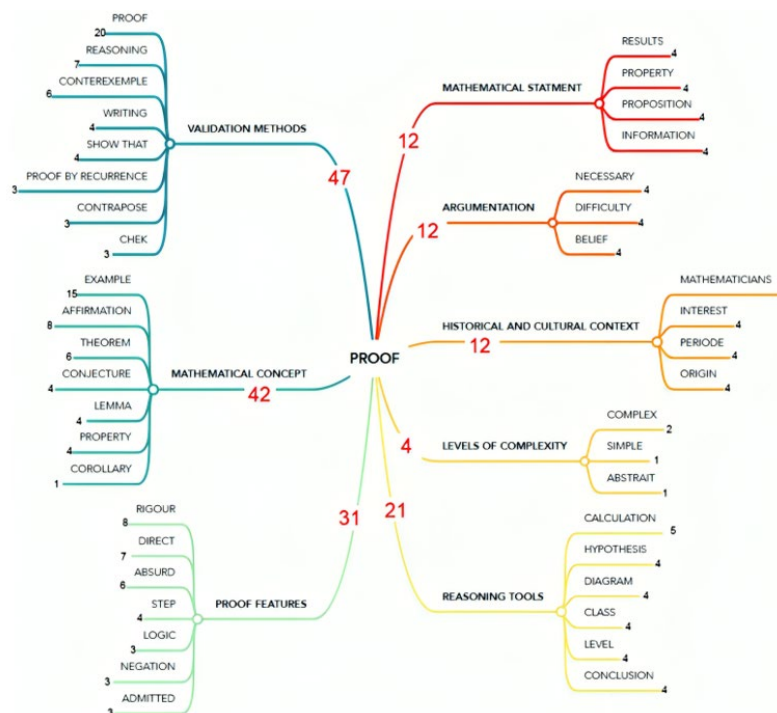 PROOF
20
REASONING
7
CONTEREXEMPLE
6
WRITING
4
SHOW THAT
4
PROOF BY RECURRENCE
3
CONTRAPOSE
3
CHEK
3
VALIDATION METHODS
47
EXAMPLE
15
AFFIRMATION
8
THEOREM
6
CONJECTURE
4
LEMMA
4
PROPERTY
4
COROLLARY
1
MATHEMATICAL CONCEPT
42
RIGOUR
8
DIRECT
7
ABSURD
6
STEP
4
LOGIC
3
NEGATION
3
ADMITTED
3
PROOF FEATURES
31
PROOF
MATHEMATICAL STATMENT
12
RESULTS
4
PROPERTY
4
PROPOSITION
4
INFORMATION
4
ARGUMENTATION
12
NECESSARY
4
DIFFICULTY
4
BELIEF
4
HISTORICAL AND CULTURAL CONTEXT
12
MATHEMATICIANS
INTEREST
4
PERIODE
4
ORIGIN
4
LEVELS OF COMPLEXITY
4
COMPLEX
2
SIMPLE
1
ABSTRAIT
1
REASONING TOOLS
21
CALCULATION
5
HYPOTHESIS
4
DIAGRAM
4
CLASS
4
LEVEL
4
CONCLUSION
4